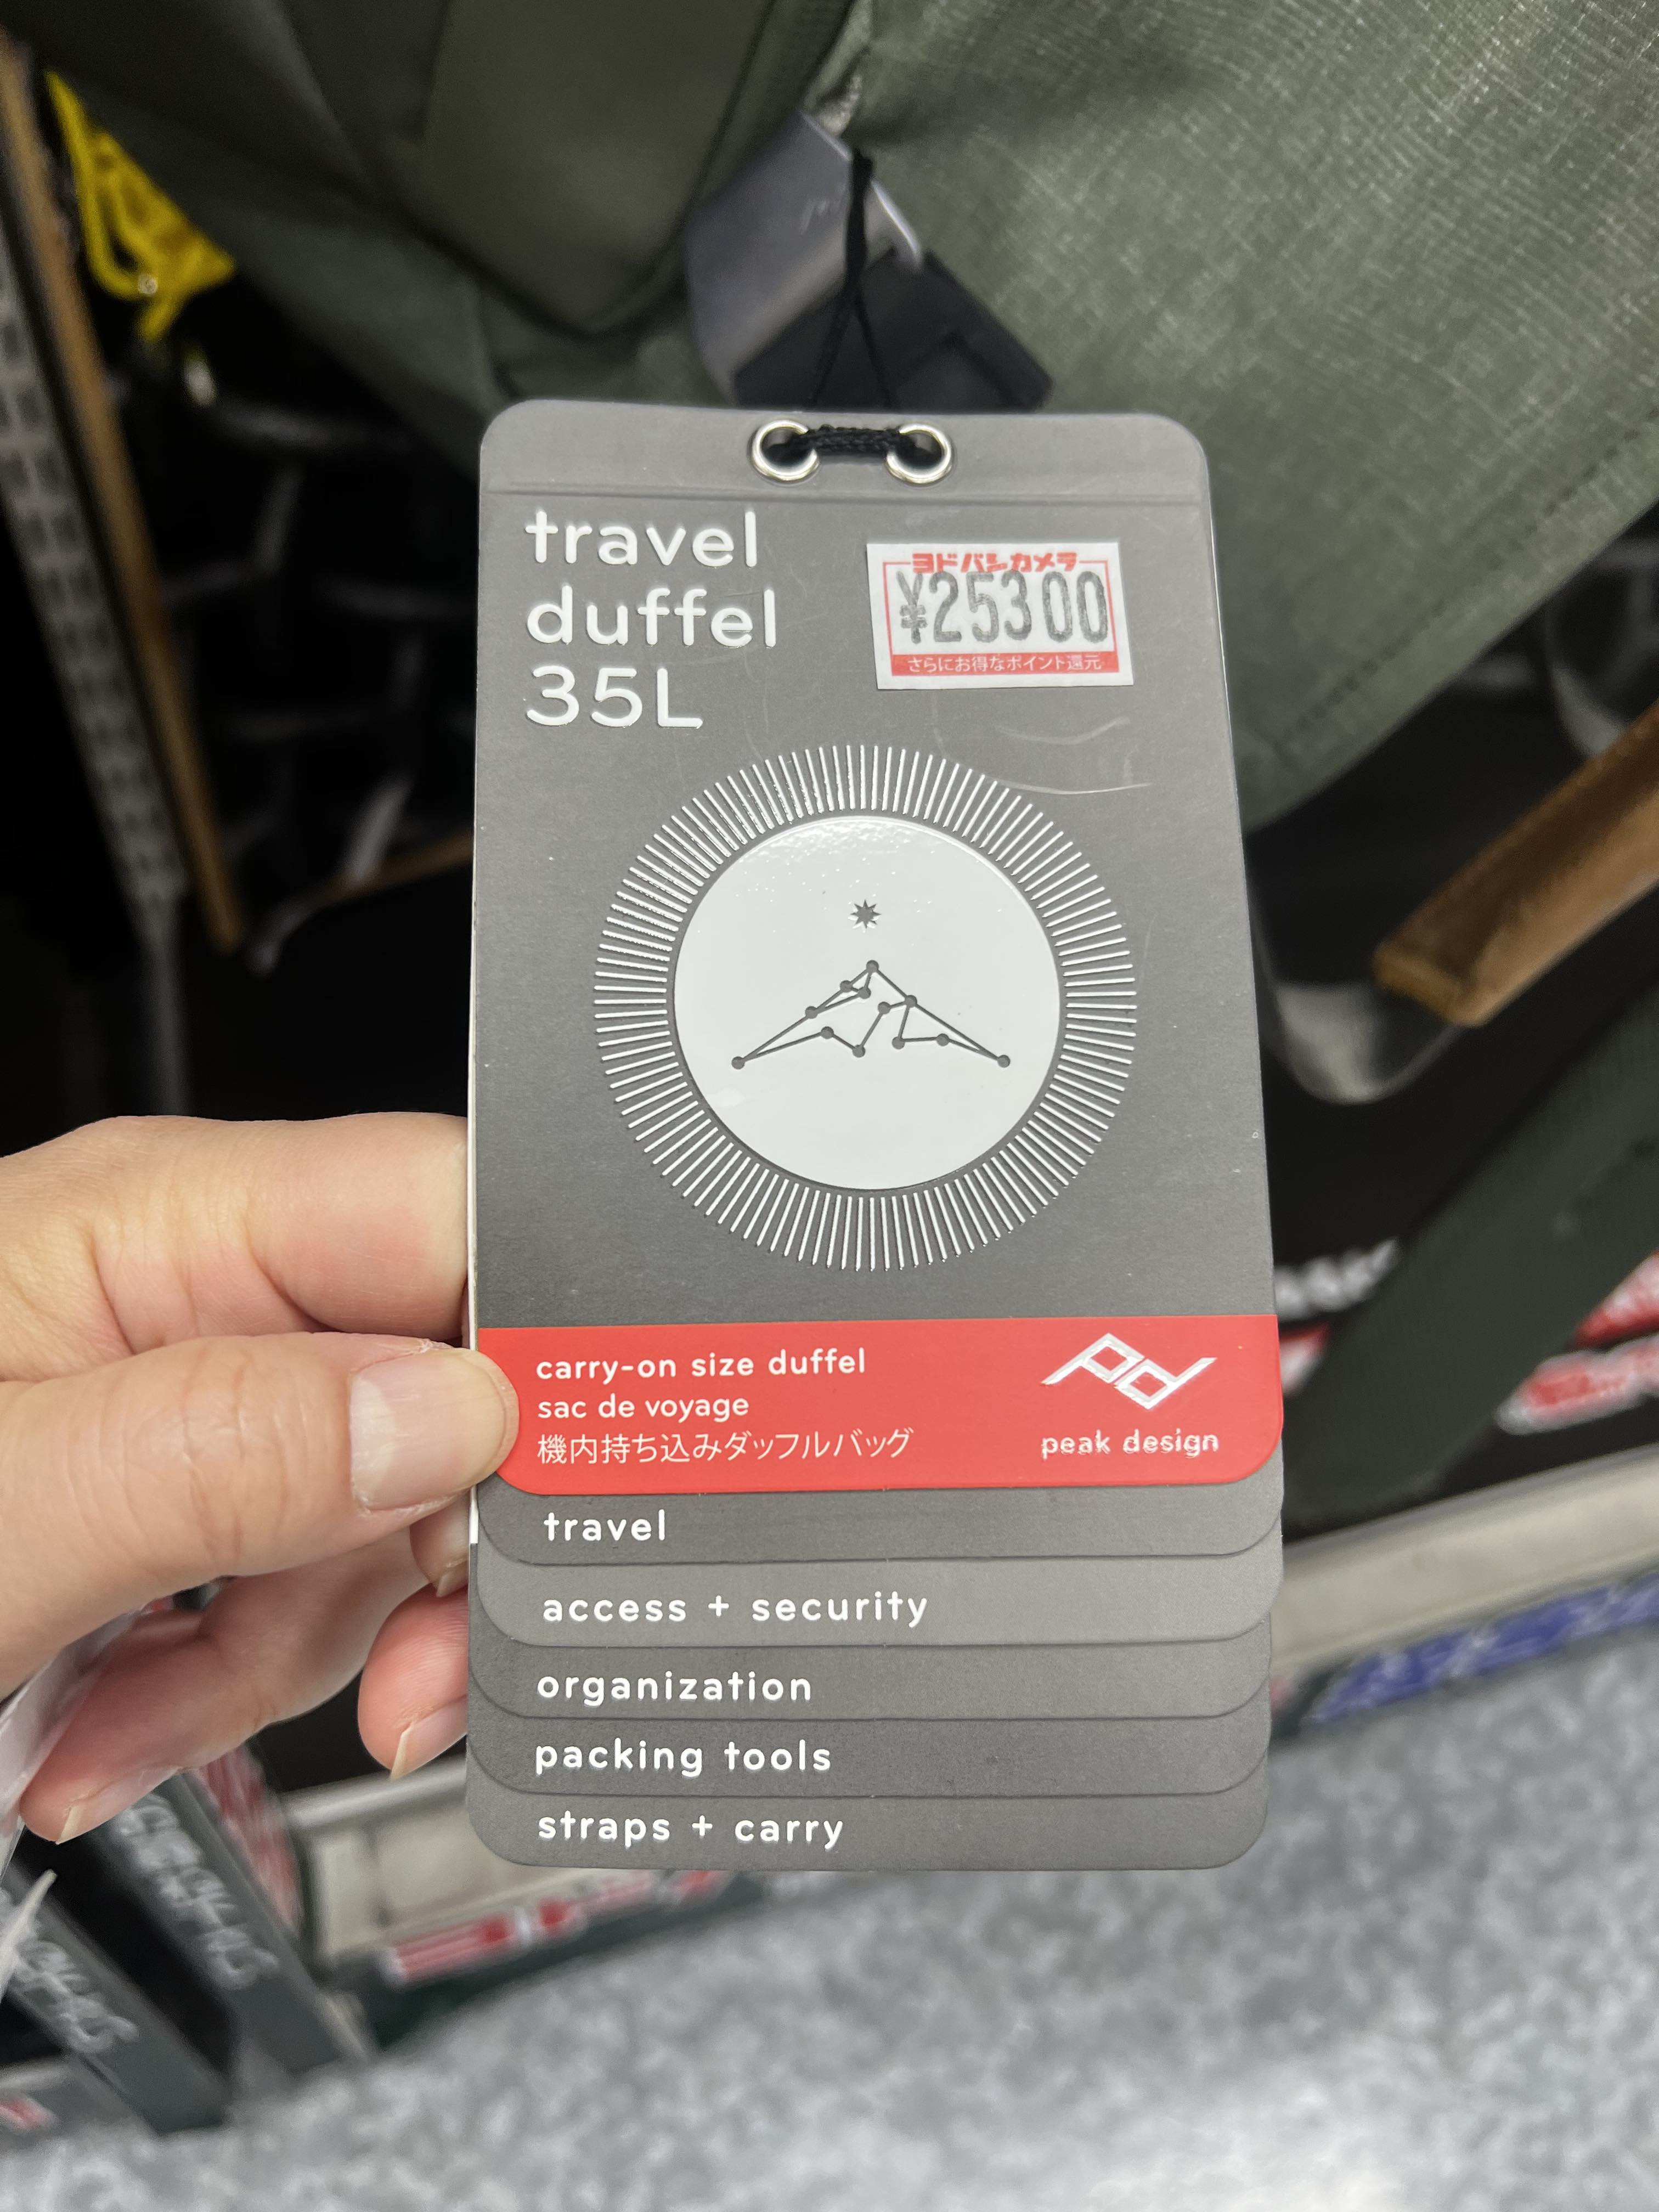 travel
duffel
35L
ヨドバシカメラ
¥25300
さらにお得なポイント還元
carry-on size duffel
sac de voyage
機内持ち込みダッフルバッグ
peak design
travel
access + security
organization
packing tools
straps + carry